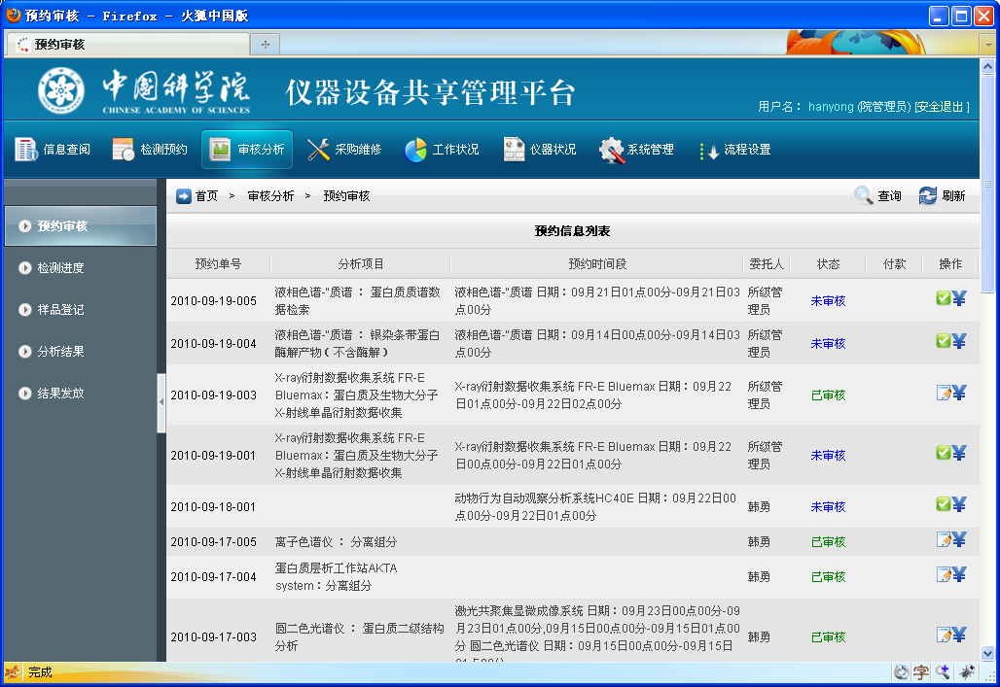 预约审核 - Firefox - 火狐中国版
预约审核
中国科学院
CHINESE ACADEMY OF SCIENCES
仪器设备共享管理平台
用户名： hanyong (院管理员) [安全退出 ]
信息查阅 检测预约 审核分析 采购维修 工作状况 仪器状况 系统管理 流程设置
首页 > 审核分析 > 预约审核
查询 刷新
预约审核
检测进度
样品登记
分析结果
结果发放
预约信息列表
预约单号 分析项目 预约时间段 委托人 状态 付款 操作
2010-09-19-005
液相色谱-"质谱 ： 蛋白质质谱数
据检索
液相色谱-"质谱 日期：09月21日01点00分-09月21日03
点00分
所级管
理员
未审核
2010-09-19-004
液相色谱-"质谱 ： 银染条带蛋白
酶解产物（不含酶解）
液相色谱-"质谱 日期：09月14日00点00分-09月14日03
点00分
所级管
理员
未审核
2010-09-19-003
X-ray衍射数据收集系统 FR-E
Bluemax：蛋白质及生物大分子
X-射线单晶衍射数据收集
X-ray衍射数据收集系统 FR-E Bluemax 日期：09月22
日01点00分-09月22日02点00分
所级管
理员
已审核
2010-09-19-001
X-ray衍射数据收集系统 FR-E
Bluemax：蛋白质及生物大分子
X-射线单晶衍射数据收集
X-ray衍射数据收集系统 FR-E Bluemax 日期：09月22
日00点00分-09月22日01点00分
所级管
理员
未审核
2010-09-18-001
动物行为自动观察分析系统HC40E 日期：09月22日00
点00分-09月22日01点00分
韩勇
未审核
2010-09-17-005
离子色谱仪 ： 分离组分
韩勇
已审核
2010-09-17-004
蛋白质层析工作站AKTA
system：分离组分
韩勇
已审核
2010-09-17-003
圆二色光谱仪 ： 蛋白质二级结构
分析
激光共聚焦显微成像系统 日期：09月23日00点00分-09
月23日01点00分,09月15日00点00分-09月15日01点00
分 圆二色光谱仪 日期：09月15日00点00分-09月15日
01点00分
韩勇
已审核
完成
字